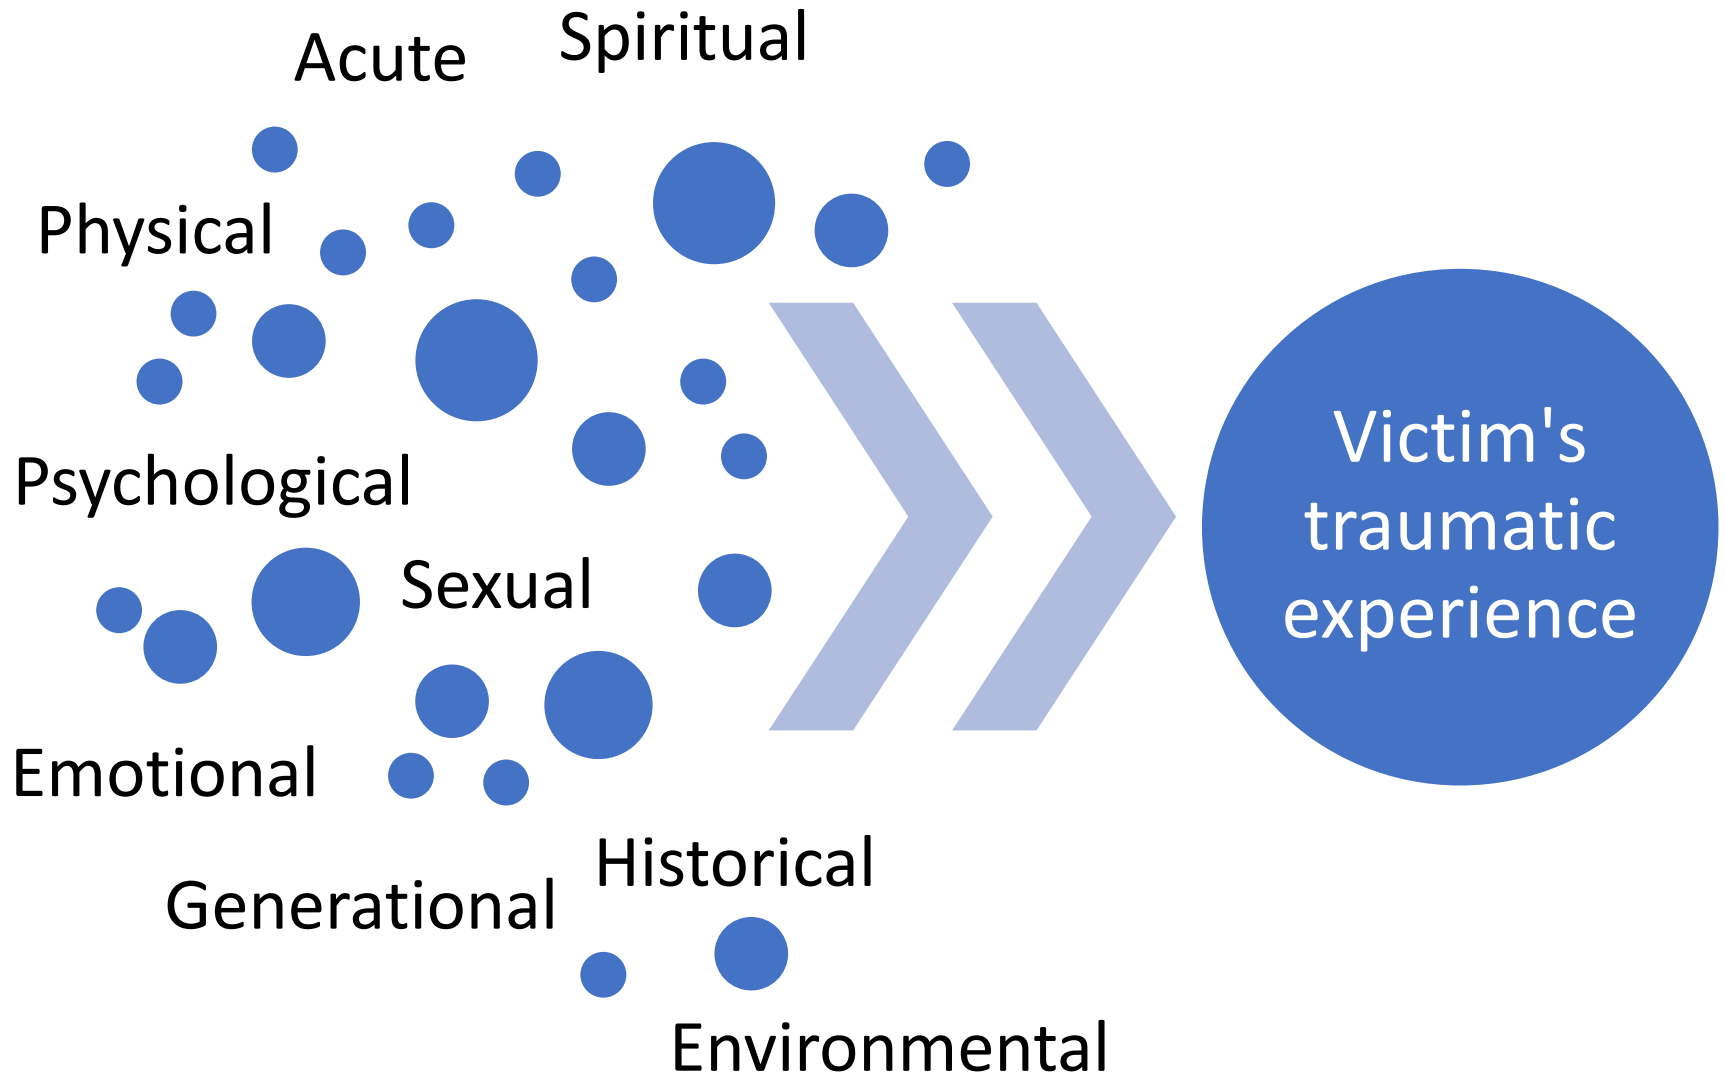 Spiritual
Acute
Physical
Psychological
Sexual
Emotional
Historical
Generational
Environmental
Victim's
traumatic
experience